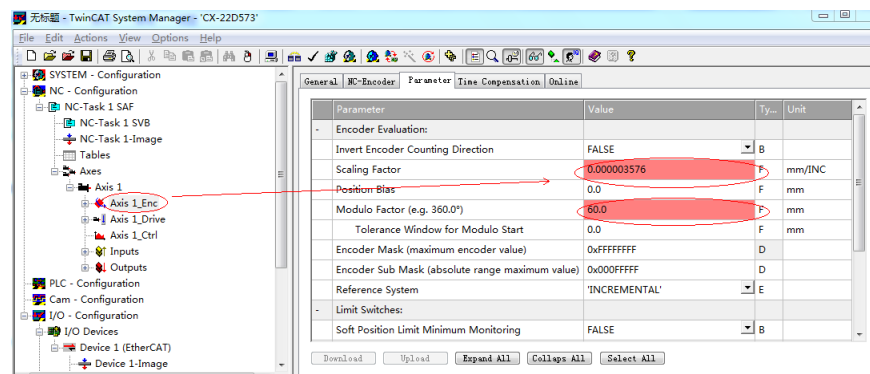 无标题 - TwinCAT System Manager - 'CX-22D573'
File Edit Actions View Options Help
SYSTEM - Configuration
NC - Configuration
NC-Task 1 SAF
NC-Task 1 SVB
NC-Task 1-Image
Tables
Axes
Axis 1
Axis 1_Enc
Axis 1_Drive
Axis 1_Ctrl
Inputs
Outputs
PLC - Configuration
Cam - Configuration
I/O - Configuration
I/O Devices
Device 1 (EtherCAT)
Device 1-Image
General NC-Encoder Parameter Time Compensation Online
Parameter Value Ty... Unit
- Encoder Evaluation:
Invert Encoder Counting Direction FALSE B
Scaling Factor 0.000003576 F mm/INC
Position Bias 0.0 F mm
Modulo Factor (e.g. 360.0°) 60.0 F mm
Tolerance Window for Modulo Start 0.0 F mm
Encoder Mask (maximum encoder value) 0xFFFFFFFF D
Encoder Sub Mask (absolute range maximum value) 0x000FFFFF D
Reference System 'INCREMENTAL' E
- Limit Switches:
Soft Position Limit Minimum Monitoring FALSE B
Download Upload Expand All Collaps All Select All